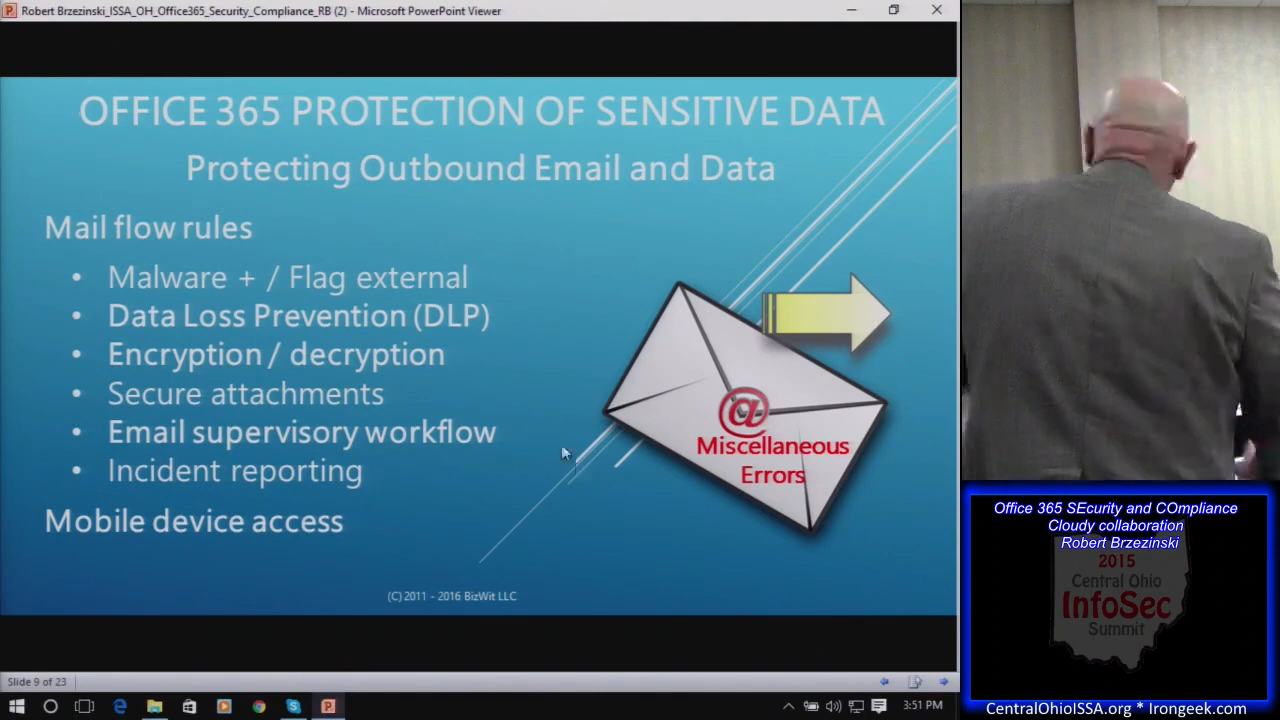 Robert Brzezinski_ISSA_OH_Office365_Security_Compliance_RB (2) - Microsoft PowerPoint Viewer
OFFICE 365 PROTECTION OF SENSITIVE DATA
Protecting Outbound Email and Data
Mail flow rules
• Malware + / Flag external
• Data Loss Prevention (DLP)
• Encryption / decryption
• Secure attachments
• Email supervisory workflow
• Incident reporting
Mobile device access
@
Miscellaneous
Errors
(C) 2011 - 2016 BizWit LLC
Slide 9 of 23
3:51 PM
Office 365 SEcurity and COmpliance
Cloudy collaboration
Robert Brzezinski
2015
Central Ohio
InfoSec
Summit
CentralOhioISSA.org * Irongeek.com